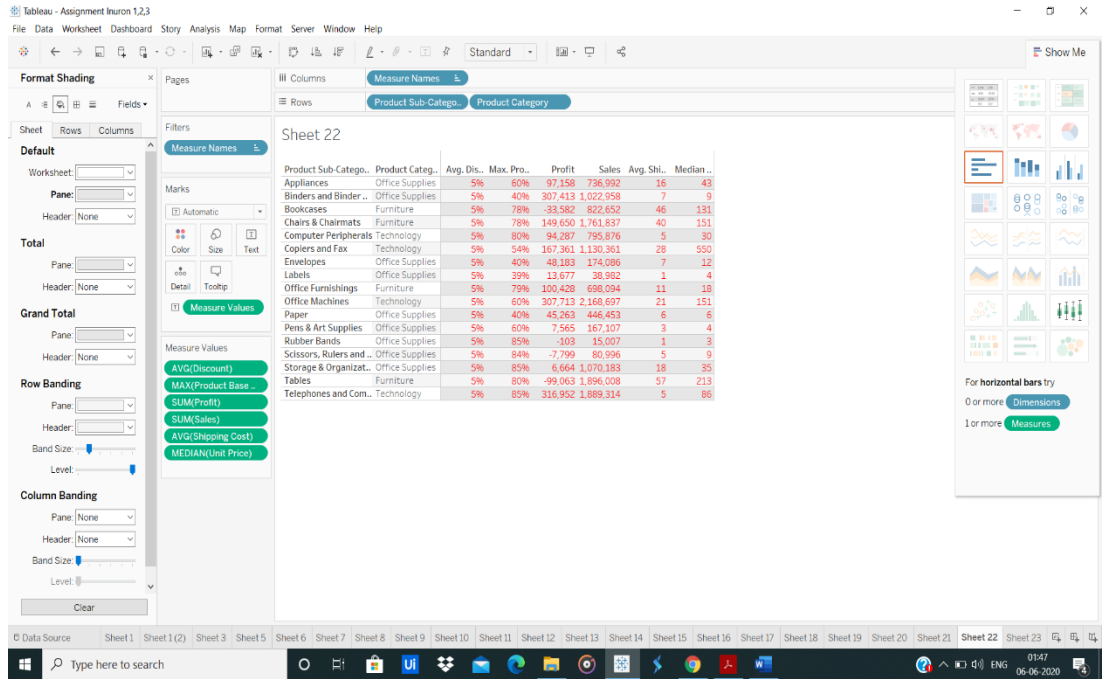 Tableau - Assignment Inuron 1,2,3
File Data Worksheet Dashboard Story Analysis Map Format Server Window Help
Standard
Show Me
Format Shading
Fields
Sheet Rows Columns
Default
Worksheet:
Pane:
Header: None
Total
Pane:
Header: None
Grand Total
Pane:
Header: None
Row Banding
Pane:
Header:
Band Size:
Level:
Column Banding
Pane: None
Header: None
Band Size:
Level:
Clear
Pages
Filters
Measure Names
Marks
Automatic
Color Size Text
Detail Tooltip
Measure Values
Measure Values
AVG(Discount)
MAX(Product Base ..
SUM(Profit)
SUM(Sales)
AVG(Shipping Cost)
MEDIAN(Unit Price)
Columns Measure Names
Rows Product Sub-Catego.. Product Category
Sheet 22
Product Sub-Catego.. Product Categ.. Avg. Dis.. Max. Pro.. Profit Sales Avg. Shi.. Median ..
Appliances Office Supplies 5% 60% 97,158 736,992 16 43
Binders and Binder .. Office Supplies 5% 40% 307,413 1,022,958 7 9
Bookcases Furniture 5% 78% -33,582 822,652 46 131
Chairs & Chairmats Furniture 5% 78% 149,650 1,761,837 40 151
Computer Peripherals Technology 5% 80% 94,287 795,876 5 30
Copiers and Fax Technology 5% 54% 167,361 1,130,361 28 550
Envelopes Office Supplies 5% 40% 48,183 174,086 7 12
Labels Office Supplies 5% 39% 13,677 38,982 1 4
Office Furnishings Furniture 5% 79% 100,428 698,094 11 18
Office Machines Technology 5% 60% 307,713 2,168,697 21 151
Paper Office Supplies 5% 40% 45,263 446,453 6 6
Pens & Art Supplies Office Supplies 5% 60% 7,565 167,107 3 4
Rubber Bands Office Supplies 5% 85% -103 15,007 1 3
Scissors, Rulers and .. Office Supplies 5% 84% -7,799 80,996 5 9
Storage & Organizat.. Office Supplies 5% 85% 6,664 1,070,183 18 35
Tables Furniture 5% 80% -99,063 1,896,008 57 213
Telephones and Com.. Technology 5% 85% 316,952 1,889,314 5 86
For horizontal bars try
0 or more Dimensions
1 or more Measures
Data Source Sheet 1 Sheet 1 (2) Sheet 3 Sheet 5 Sheet 6 Sheet 7 Sheet 8 Sheet 9 Sheet 10 Sheet 11 Sheet 12 Sheet 13 Sheet 14 Sheet 15 Sheet 16 Sheet 17 Sheet 18 Sheet 19 Sheet 20 Sheet 21 Sheet 22 Sheet 23
Type here to search
Ui
ENG
01:47
06-06-2020